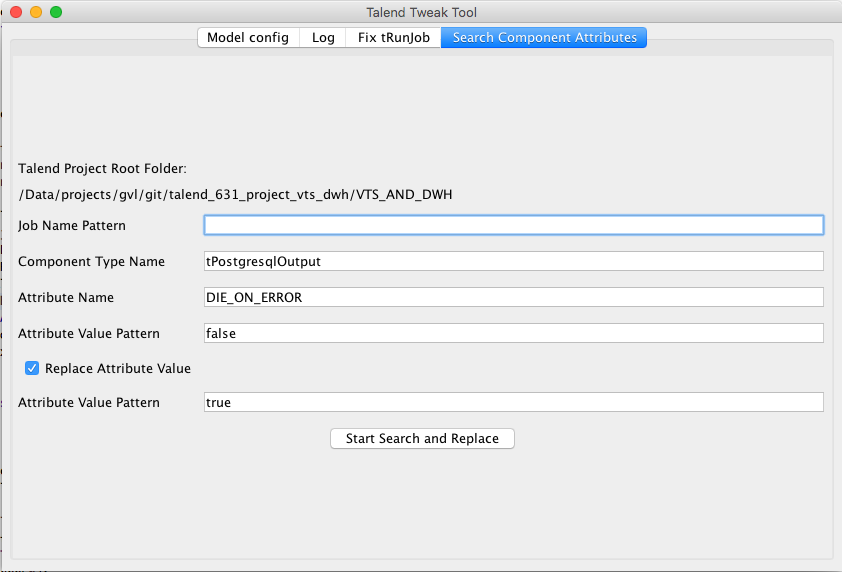 Talend Tweak Tool
Model config Log Fix tRunJob Search Component Attributes
Talend Project Root Folder:
/Data/projects/gvl/git/talend_631_project_vts_dwh/VTS_AND_DWH
Job Name Pattern
Component Type Name tPostgresqlOutput
Attribute Name DIE_ON_ERROR
Attribute Value Pattern false
Replace Attribute Value
Attribute Value Pattern true
Start Search and Replace